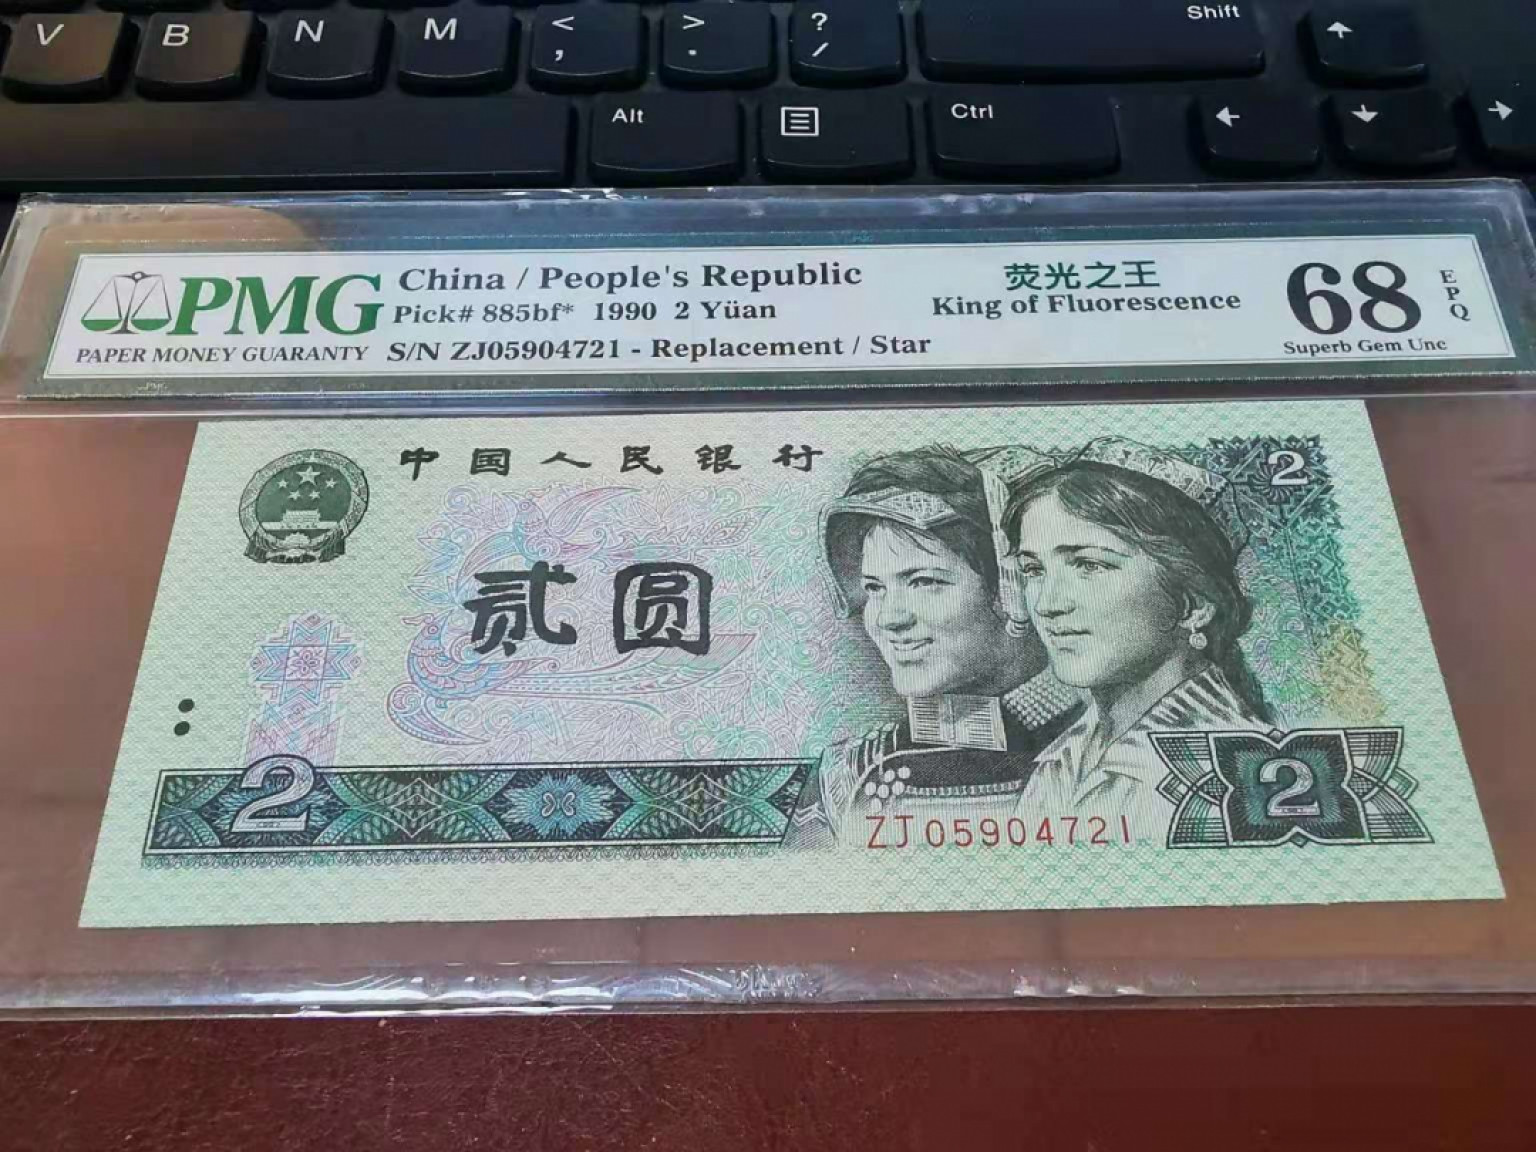 V B N M < , > . ? / Shift
Alt Ctrl
PMG
PAPER MONEY GUARANTY
China / People's Republic
Pick# 885bf* 1990 2 Yüan
S/N ZJ05904721 - Replacement / Star
荧光之王
King of Fluorescence
68
EPQ
Superb Gem Unc
PMG
中国人民银行
2
贰圆
2
2
ZJ05904721